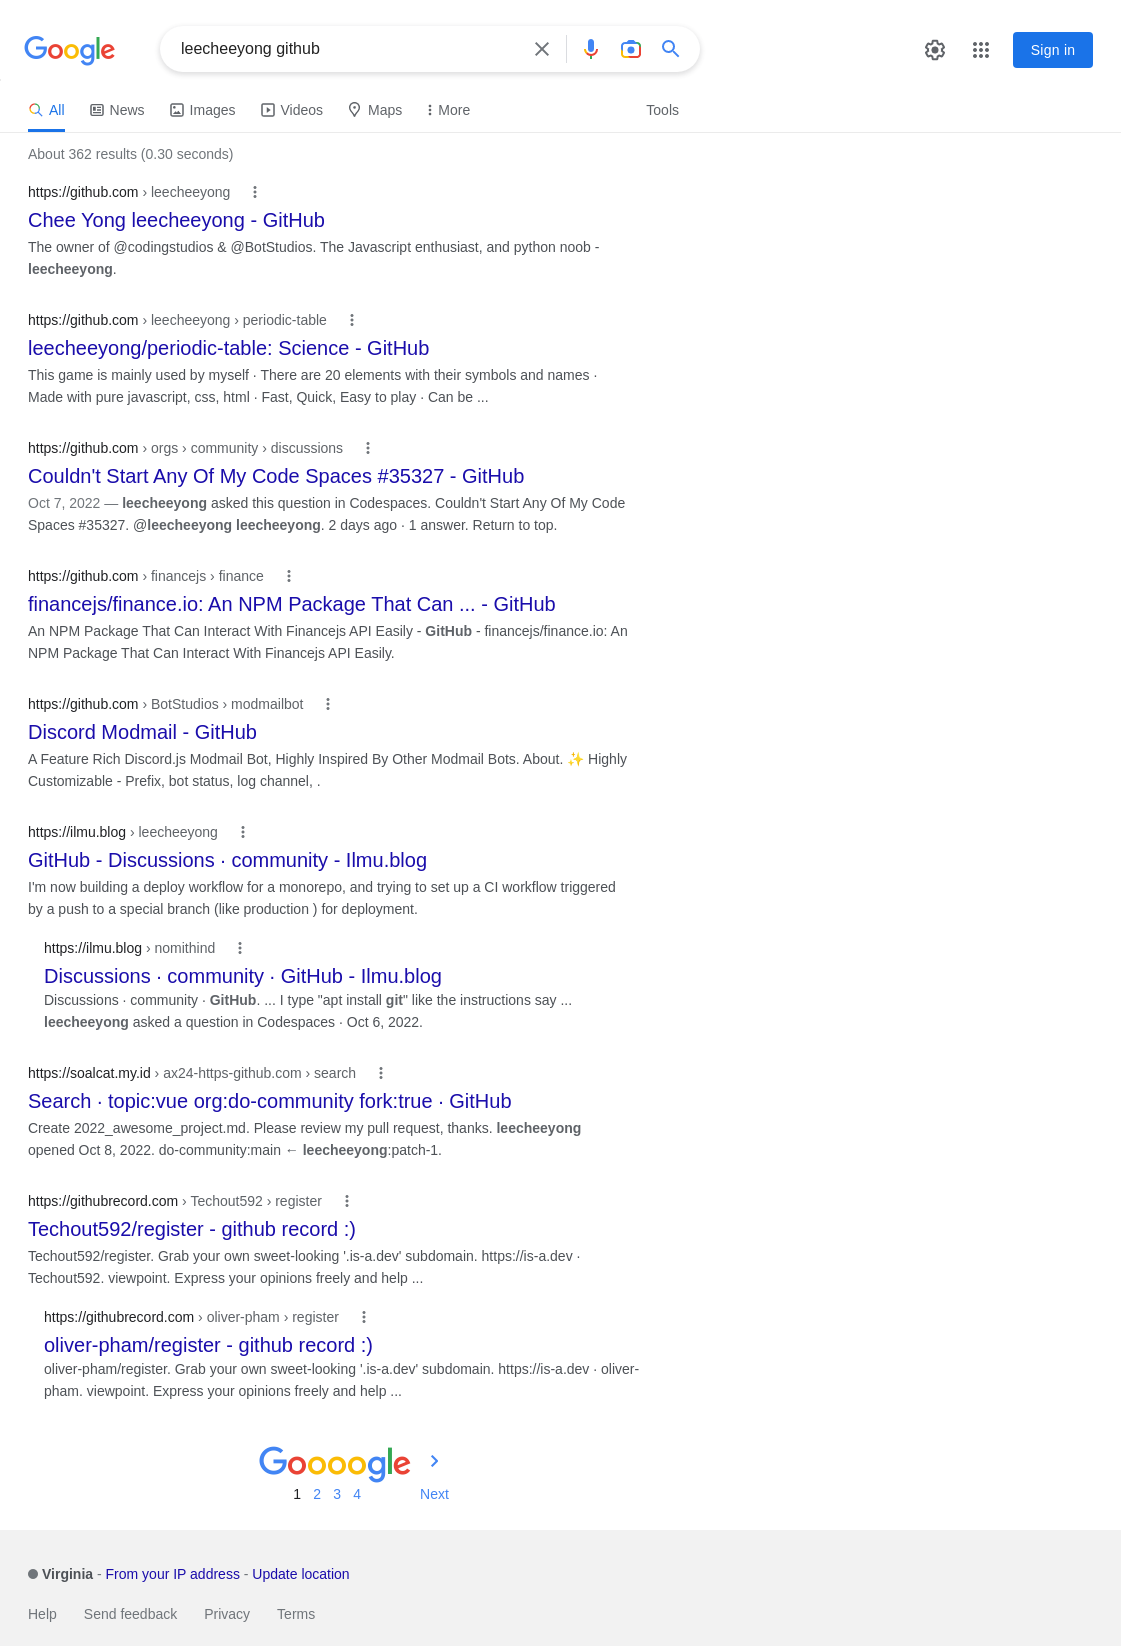 Google
leecheeyong github
Sign in
All News Images Videos Maps More Tools
About 362 results (0.30 seconds)
https://github.com › leecheeyong
Chee Yong leecheeyong - GitHub
The owner of @codingstudios & @BotStudios. The Javascript enthusiast, and python noob -
leecheeyong.
https://github.com › leecheeyong › periodic-table
leecheeyong/periodic-table: Science - GitHub
This game is mainly used by myself · There are 20 elements with their symbols and names ·
Made with pure javascript, css, html · Fast, Quick, Easy to play · Can be ...
https://github.com › orgs › community › discussions
Couldn't Start Any Of My Code Spaces #35327 - GitHub
Oct 7, 2022 — leecheeyong asked this question in Codespaces. Couldn't Start Any Of My Code
Spaces #35327. @leecheeyong leecheeyong. 2 days ago · 1 answer. Return to top.
https://github.com › financejs › finance
financejs/finance.io: An NPM Package That Can ... - GitHub
An NPM Package That Can Interact With Financejs API Easily - GitHub - financejs/finance.io: An
NPM Package That Can Interact With Financejs API Easily.
https://github.com › BotStudios › modmailbot
Discord Modmail - GitHub
A Feature Rich Discord.js Modmail Bot, Highly Inspired By Other Modmail Bots. About. ✨ Highly
Customizable - Prefix, bot status, log channel, .
https://ilmu.blog › leecheeyong
GitHub - Discussions · community - Ilmu.blog
I'm now building a deploy workflow for a monorepo, and trying to set up a CI workflow triggered
by a push to a special branch (like production ) for deployment.
https://ilmu.blog › nomithind
Discussions · community · GitHub - Ilmu.blog
Discussions · community · GitHub. ... I type "apt install git" like the instructions say ...
leecheeyong asked a question in Codespaces · Oct 6, 2022.
https://soalcat.my.id › ax24-https-github.com › search
Search · topic:vue org:do-community fork:true · GitHub
Create 2022_awesome_project.md. Please review my pull request, thanks. leecheeyong
opened Oct 8, 2022. do-community:main ← leecheeyong:patch-1.
https://githubrecord.com › Techout592 › register
Techout592/register - github record :)
Techout592/register. Grab your own sweet-looking '.is-a.dev' subdomain. https://is-a.dev ·
Techout592. viewpoint. Express your opinions freely and help ...
https://githubrecord.com › oliver-pham › register
oliver-pham/register - github record :)
oliver-pham/register. Grab your own sweet-looking '.is-a.dev' subdomain. https://is-a.dev · oliver-
pham. viewpoint. Express your opinions freely and help ...
Goooogle
1 2 3 4 Next
Virginia - From your IP address - Update location
Help Send feedback Privacy Terms